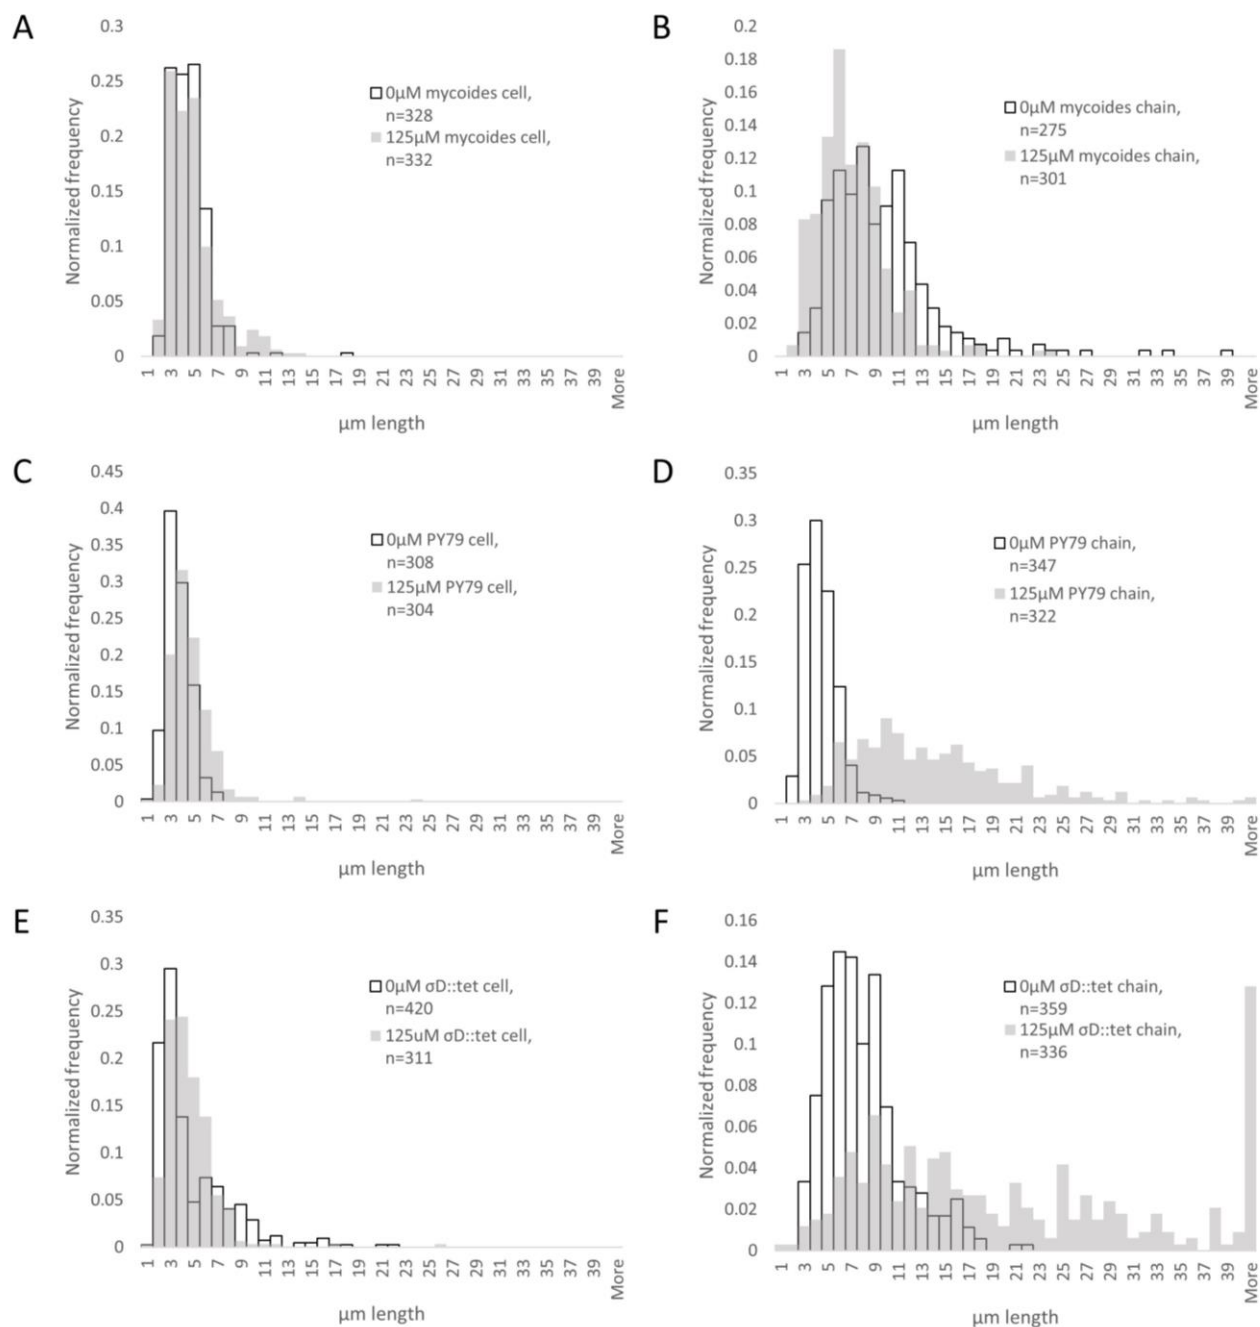 A
0.3
0.25
0.2
0.15
0.1
0.05
0
Normalized frequency
0µM mycoides cell,
n=328
125µM mycoides cell,
n=332
1 3 5 7 9 11 13 15 17 19 21 23 25 27 29 31 33 35 37 39 More
µm length
B
0.2
0.18
0.16
0.14
0.12
0.1
0.08
0.06
0.04
0.02
0
Normalized frequency
0µM mycoides chain,
n=275
125µM mycoides chain,
n=301
1 3 5 7 9 11 13 15 17 19 21 23 25 27 29 31 33 35 37 39 More
µm length
C
0.45
0.4
0.35
0.3
0.25
0.2
0.15
0.1
0.05
0
Normalized frequency
0µM PY79 cell,
n=308
125µM PY79 cell,
n=304
1 3 5 7 9 11 13 15 17 19 21 23 25 27 29 31 33 35 37 39 More
µm length
D
0.35
0.3
0.25
0.2
0.15
0.1
0.05
0
Normalized frequency
0µM PY79 chain,
n=347
125µM PY79 chain,
n=322
1 3 5 7 9 11 13 15 17 19 21 23 25 27 29 31 33 35 37 39 More
µm length
E
0.35
0.3
0.25
0.2
0.15
0.1
0.05
0
Normalized frequency
0µM σD::tet cell,
n=420
125uM σD::tet cell,
n=311
1 3 5 7 9 11 13 15 17 19 21 23 25 27 29 31 33 35 37 39 More
µm length
F
0.16
0.14
0.12
0.1
0.08
0.06
0.04
0.02
0
Normalized frequency
0µM σD::tet chain,
n=359
125µM σD::tet chain,
n=336
1 3 5 7 9 11 13 15 17 19 21 23 25 27 29 31 33 35 37 39 More
µm length